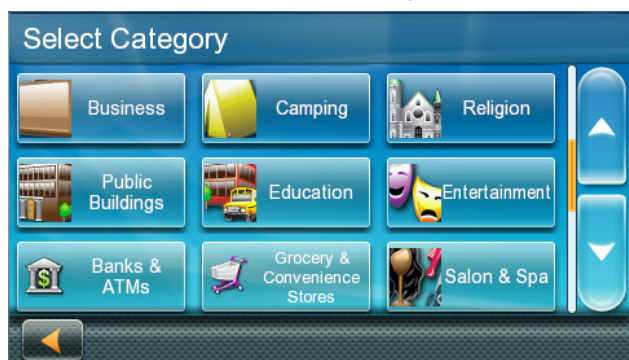 Select Category
Business
Camping
Religion
Public
Buildings
Education
Entertainment
Banks &
ATMs
$
Grocery &
Convenience
Stores
Salon & Spa